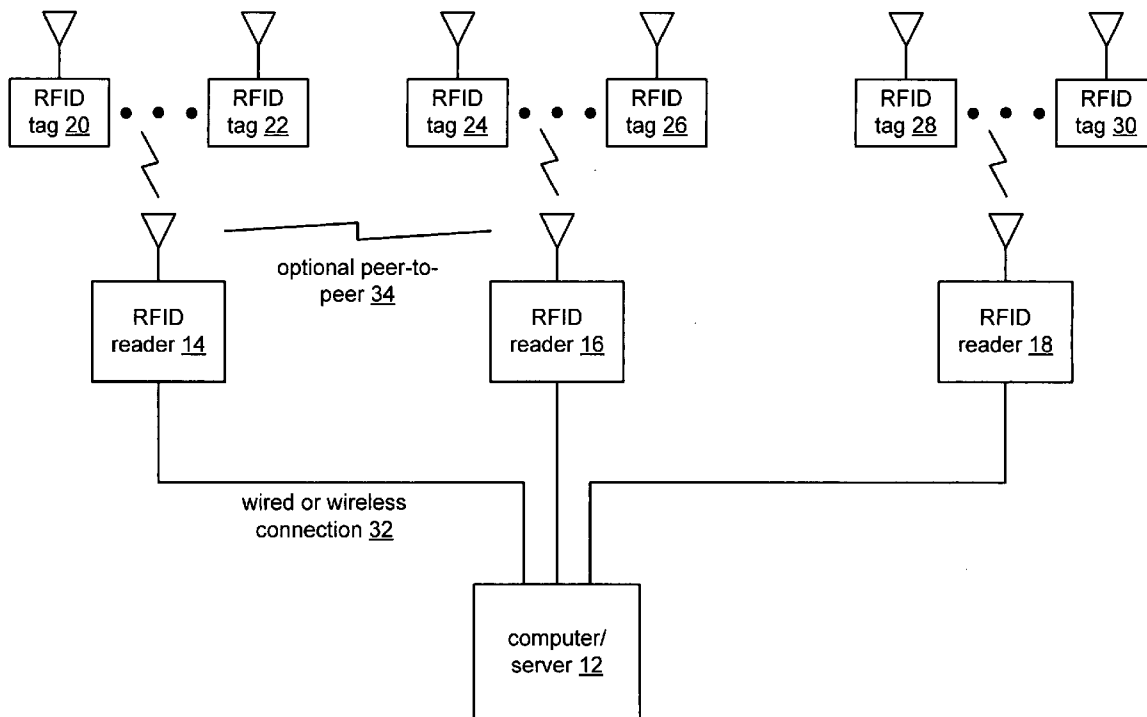 RFID
tag 20
RFID
tag 22
RFID
tag 24
RFID
tag 26
RFID
tag 28
RFID
tag 30
optional peer-to-
peer 34
RFID
reader 14
RFID
reader 16
RFID
reader 18
wired or wireless
connection 32
computer/
server 12